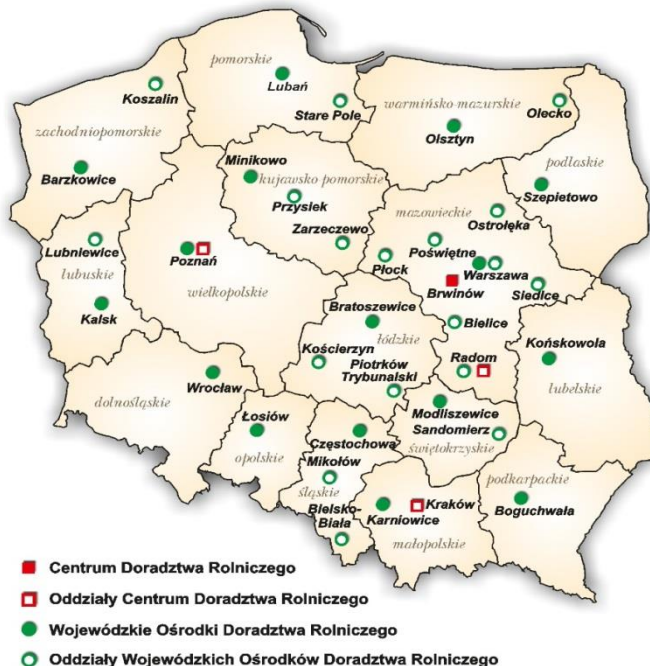 pomorskie
Lubań
Koszalin
Stare Pole
warmińsko-mazurskie
Olecko
Olsztyn
zachodniopomorskie
Barzkowice
Minikowo
kujawsko-pomorskie
Przysiek
Zarzeczewo
podlaskie
Szepietowo
mazowieckie
Ostrołęka
Lubniewice
lubuskie
Kalsk
Poznań
wielkopolskie
Płock
Poświętne
Warszawa
Brwinów
Siedlce
Bielice
Bratoszewice
łódzkie
Kościerzyn
Piotrków
Trybunalski
Radom
Końskowola
lubelskie
Wrocław
dolnośląskie
Łosiów
opolskie
Modliszewice
Sandomierz
świętokrzyskie
Częstochowa
Mikołów
śląskie
Bielsko-
Biała
Kraków
Karniowice
małopolskie
podkarpackie
Boguchwała
Centrum Doradztwa Rolniczego
Oddziały Centrum Doradztwa Rolniczego
Wojewódzkie Ośrodki Doradztwa Rolniczego
Oddziały Wojewódzkich Ośrodków Doradztwa Rolniczego